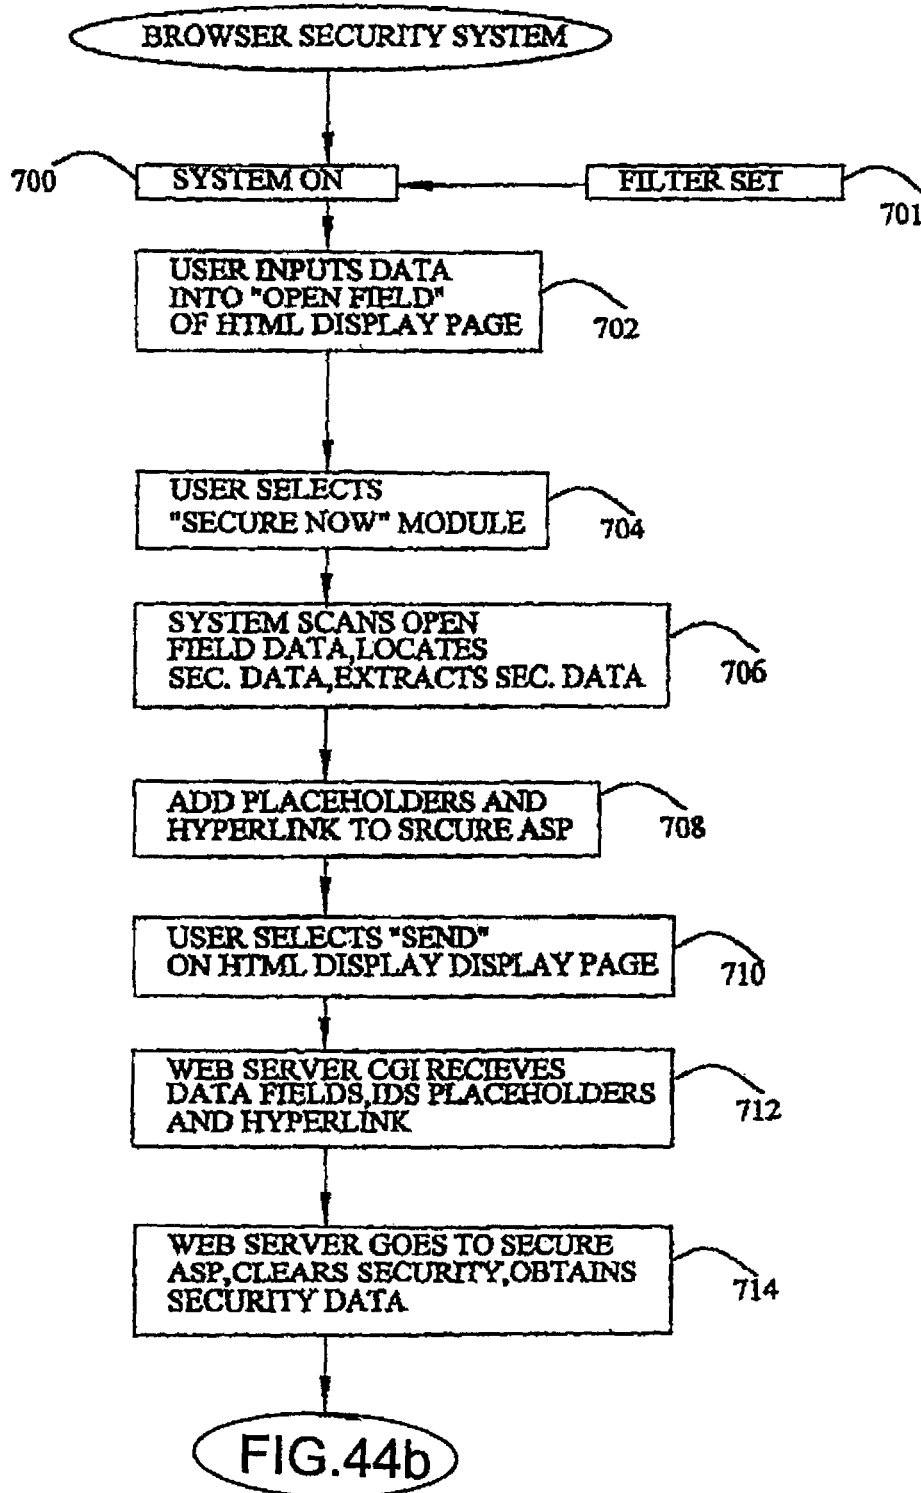 BROWSER SECURITY SYSTEM
700
SYSTEM ON
FILTER SET
701
USER INPUTS DATA
INTO "OPEN FIELD"
OF HTML DISPLAY PAGE
702
USER SELECTS
"SECURE NOW" MODULE
704
SYSTEM SCANS OPEN
FIELD DATA,LOCATES
SEC. DATA,EXTRACTS SEC. DATA
706
ADD PLACEHOLDERS AND
HYPERLINK TO SRCURE ASP
708
USER SELECTS "SEND"
ON HTML DISPLAY DISPLAY PAGE
710
WEB SERVER CGI RECIEVES
DATA FIELDS,IDS PLACEHOLDERS
AND HYPERLINK
712
WEB SERVER GOES TO SECURE
ASP,CLEARS SECURITY,OBTAINS
SECURITY DATA
714
FIG.44b